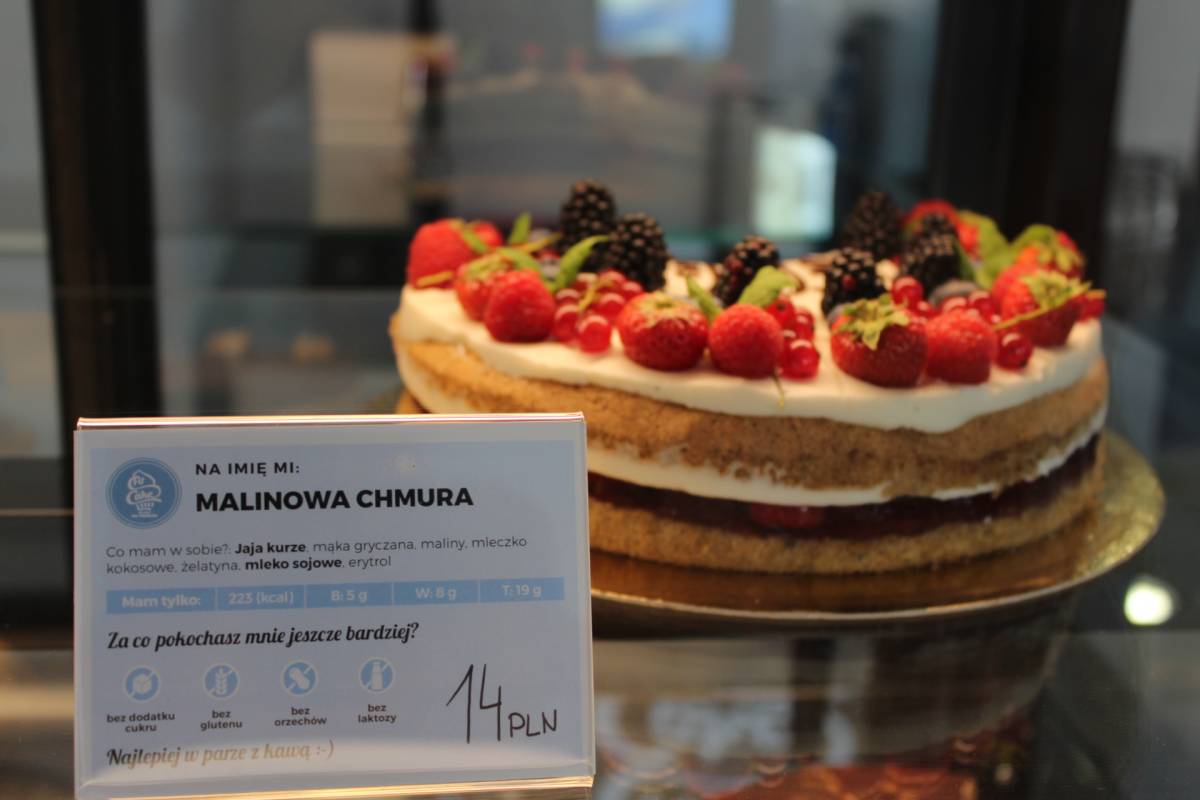 Fit
Cake
NA IMIĘ MI:
MALINOWA CHMURA
Co mam w sobie?: Jaja kurze, mąka gryczana, maliny, mleczko
kokosowe, żelatyna, mleko sojowe, erytrol
Mam tylko: 223 (kcal) B: 5 g W: 8 g T: 19 g
Za co pokochasz mnie jeszcze bardziej?
bez dodatku cukru
bez glutenu
bez orzechów
bez laktozy
14 PLN
Najlepiej w parze z kawą :-)